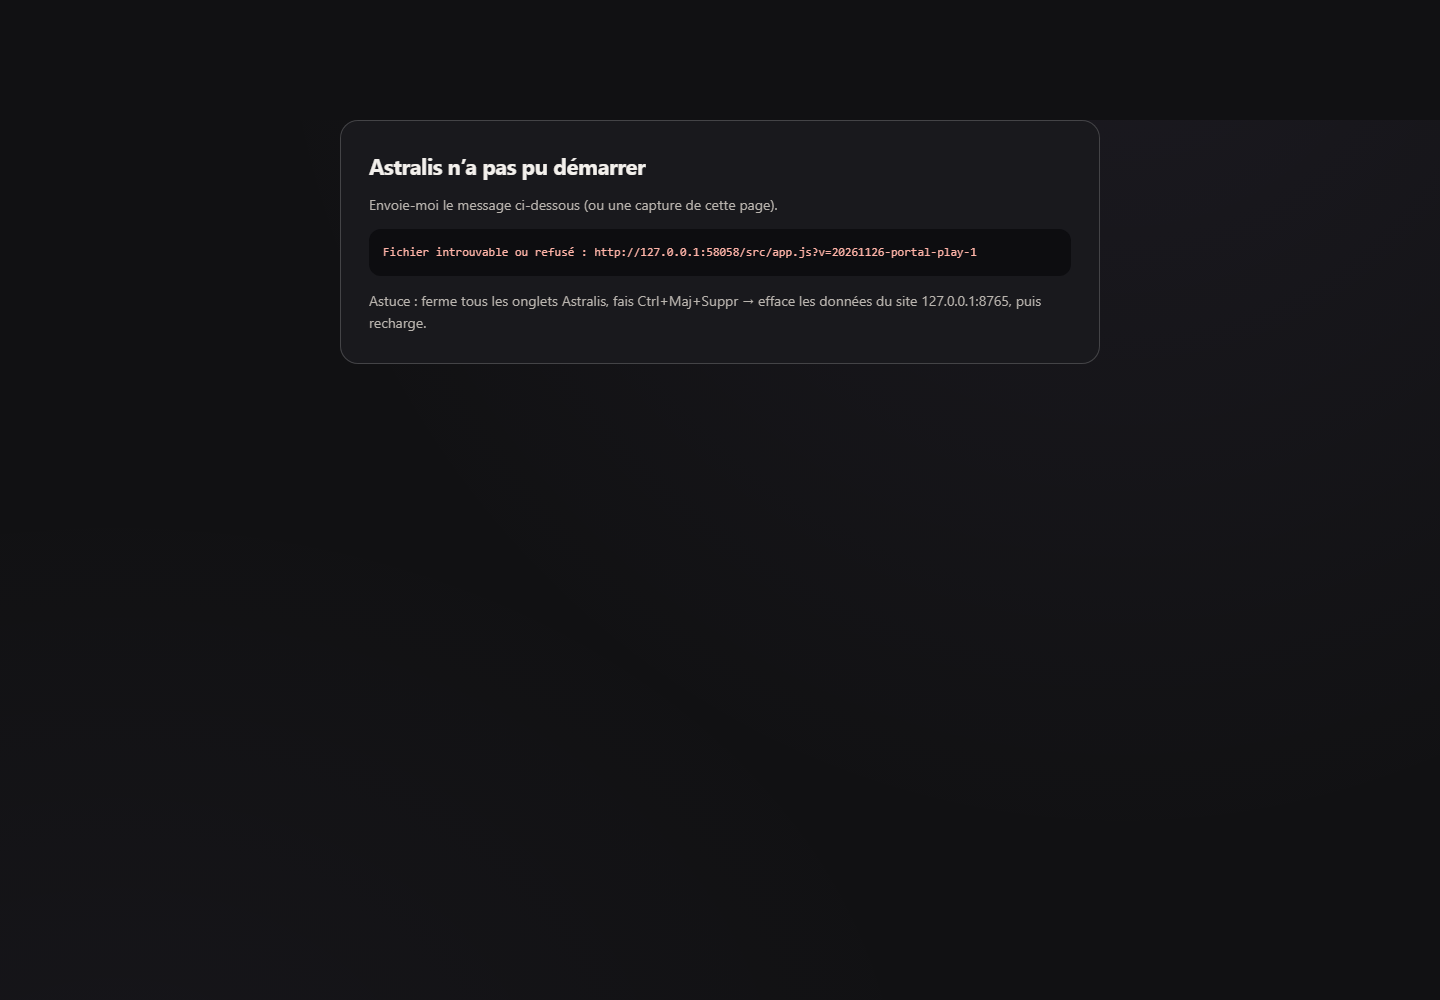 Astralis n’a pas pu démarrer
Envoie-moi le message ci-dessous (ou une capture de cette page).
Fichier introuvable ou refusé : http://127.0.0.1:58058/src/app.js?v=20261126-portal-play-1
Astuce : ferme tous les onglets Astralis, fais Ctrl+Maj+Suppr → efface les données du site 127.0.0.1:8765, puis
recharge.